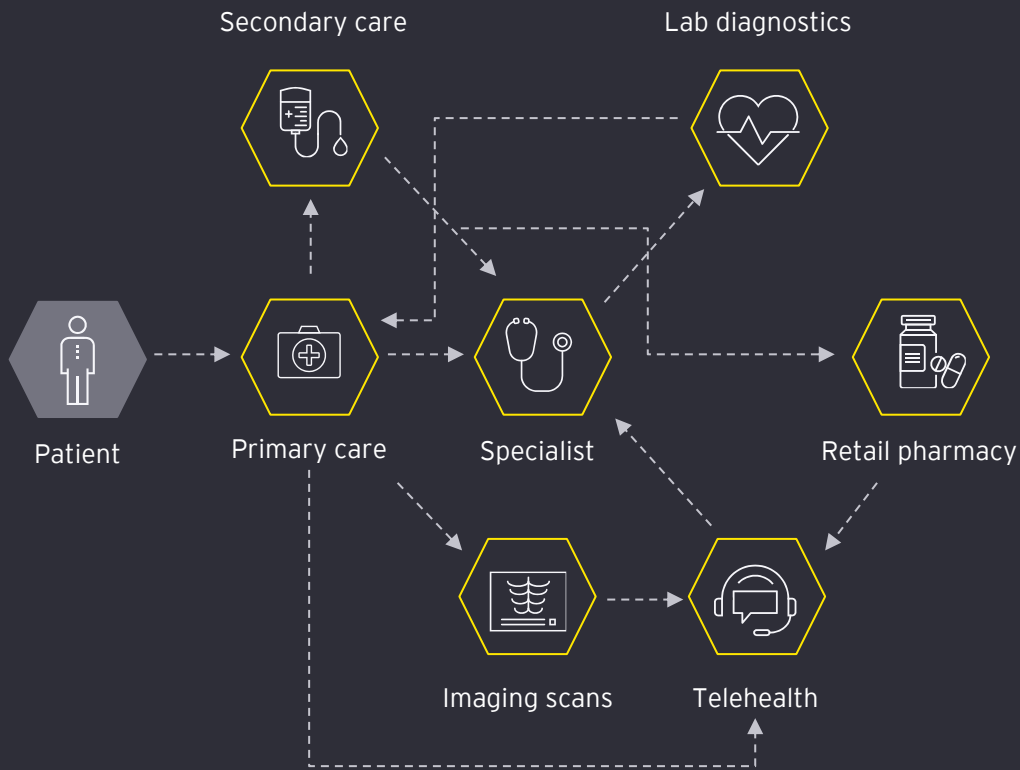 Secondary care
Lab diagnostics
Patient
Primary care
Specialist
Retail pharmacy
Imaging scans
Telehealth